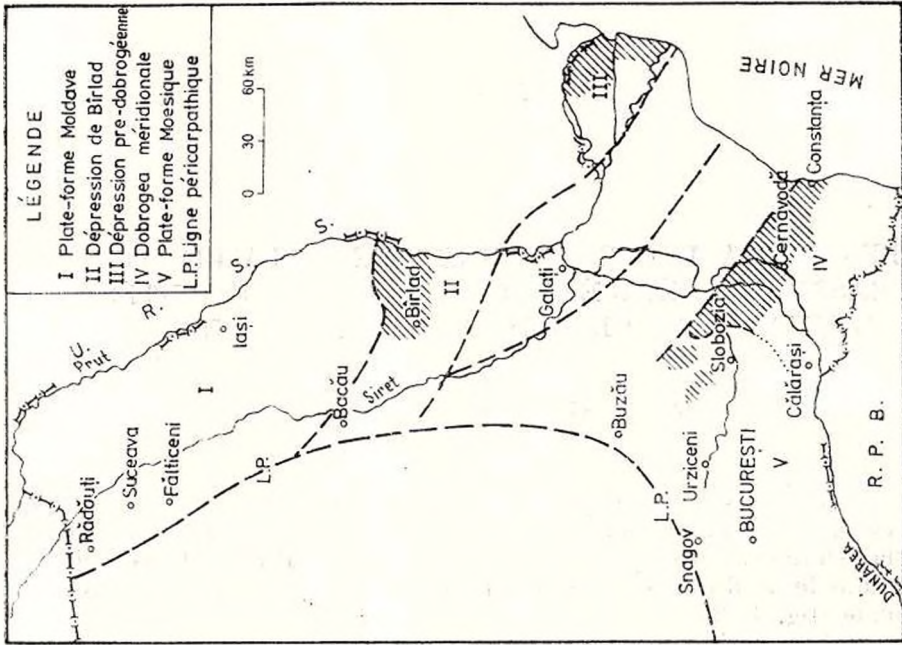 LÉGENDE
I Plate-forme Moldave
II Dépression de Bîrlad
III Dépression pre-dobrogéenne
IV Dobrogea méridionale
V Plate-forme Moesique
L.P. Ligne péricarpathique
0 30 60 km
U. R. S. S.
Prut
Rădăuți
Suceava
Fălticeni
Iași
I
L.P.
Bacău
Siret
Bîrlad
II
III
Galați
Buzău
L.P.
Urziceni
Snagov
BUCUREȘTI
Slobozia
Cernavodă
Constanța
MER NOIRE
IV
Călărași
V
DUNĂREA
R. P. B.